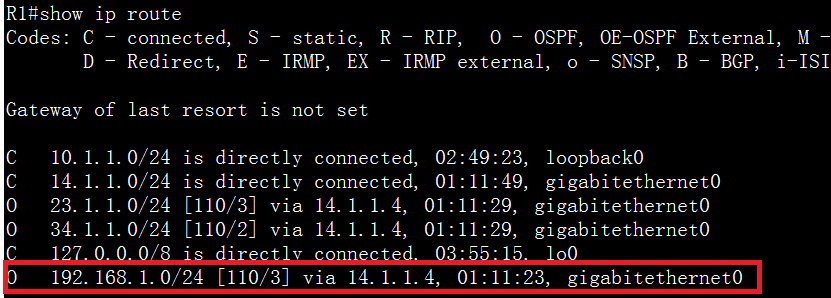 R1#show ip route
Codes: C - connected, S - static, R - RIP,  O - OSPF, OE-OSPF External, M -
       D - Redirect, E - IRMP, EX - IRMP external, o - SNSP, B - BGP, i-ISI
Gateway of last resort is not set
C   10.1.1.0/24 is directly connected, 02:49:23, loopback0
C   14.1.1.0/24 is directly connected, 01:11:49, gigabitethernet0
O   23.1.1.0/24 [110/3] via 14.1.1.4, 01:11:29, gigabitethernet0
O   34.1.1.0/24 [110/2] via 14.1.1.4, 01:11:29, gigabitethernet0
C   127.0.0.0/8 is directly connected, 03:55:15, lo0
O   192.168.1.0/24 [110/3] via 14.1.1.4, 01:11:23, gigabitethernet0